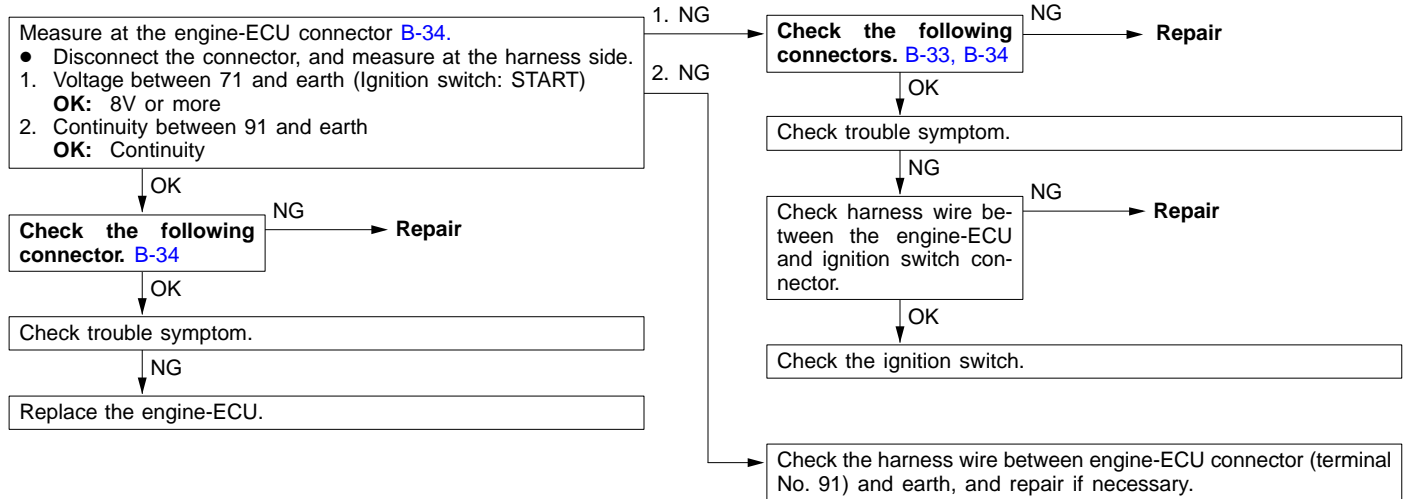 Measure at the engine-ECU connector B-34.
● Disconnect the connector, and measure at the harness side.
1. Voltage between 71 and earth (Ignition switch: START)
OK: 8V or more
2. Continuity between 91 and earth
OK: Continuity
OK
Check the following
connector. B-34
NG
Repair
OK
Check trouble symptom.
NG
Replace the engine-ECU.
1. NG
2. NG
Check the following
connectors. B-33, B-34
NG
Repair
OK
Check trouble symptom.
NG
Check harness wire be-
tween the engine-ECU
and ignition switch con-
nector.
NG
Repair
OK
Check the ignition switch.
Check the harness wire between engine-ECU connector (terminal
No. 91) and earth, and repair if necessary.